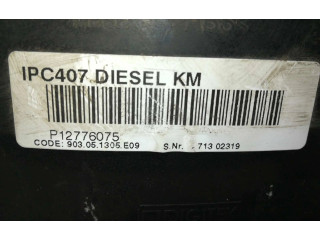 IPC407 DIESEL KM
P12776075
CODE: 903.05.1305.E09 S.Nr. 713 02319